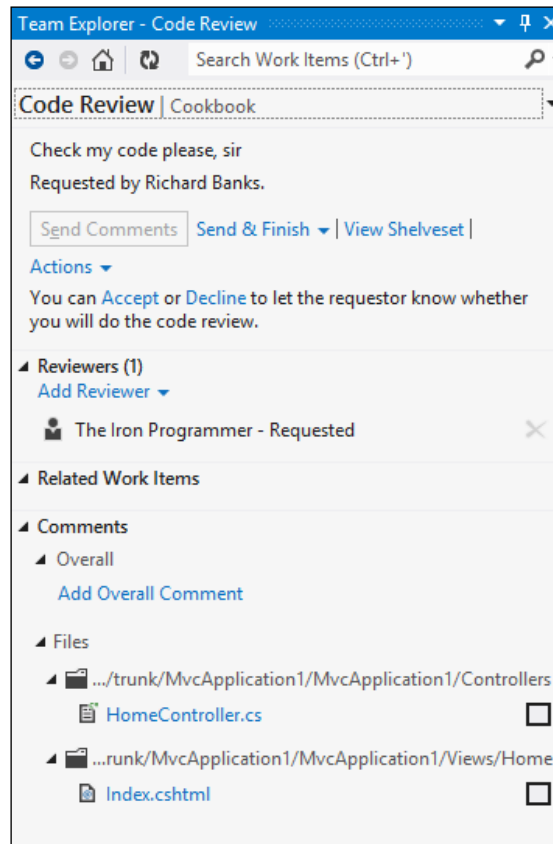 Team Explorer - Code Review
Search Work Items (Ctrl+')
Code Review | Cookbook
Check my code please, sir
Requested by Richard Banks.
Send Comments Send & Finish | View Shelveset |
Actions
You can Accept or Decline to let the requestor know whether
you will do the code review.
Reviewers (1)
Add Reviewer
The Iron Programmer - Requested
Related Work Items
Comments
Overall
Add Overall Comment
Files
.../trunk/MvcApplication1/MvcApplication1/Controllers
HomeController.cs
...runk/MvcApplication1/MvcApplication1/Views/Home
Index.cshtml